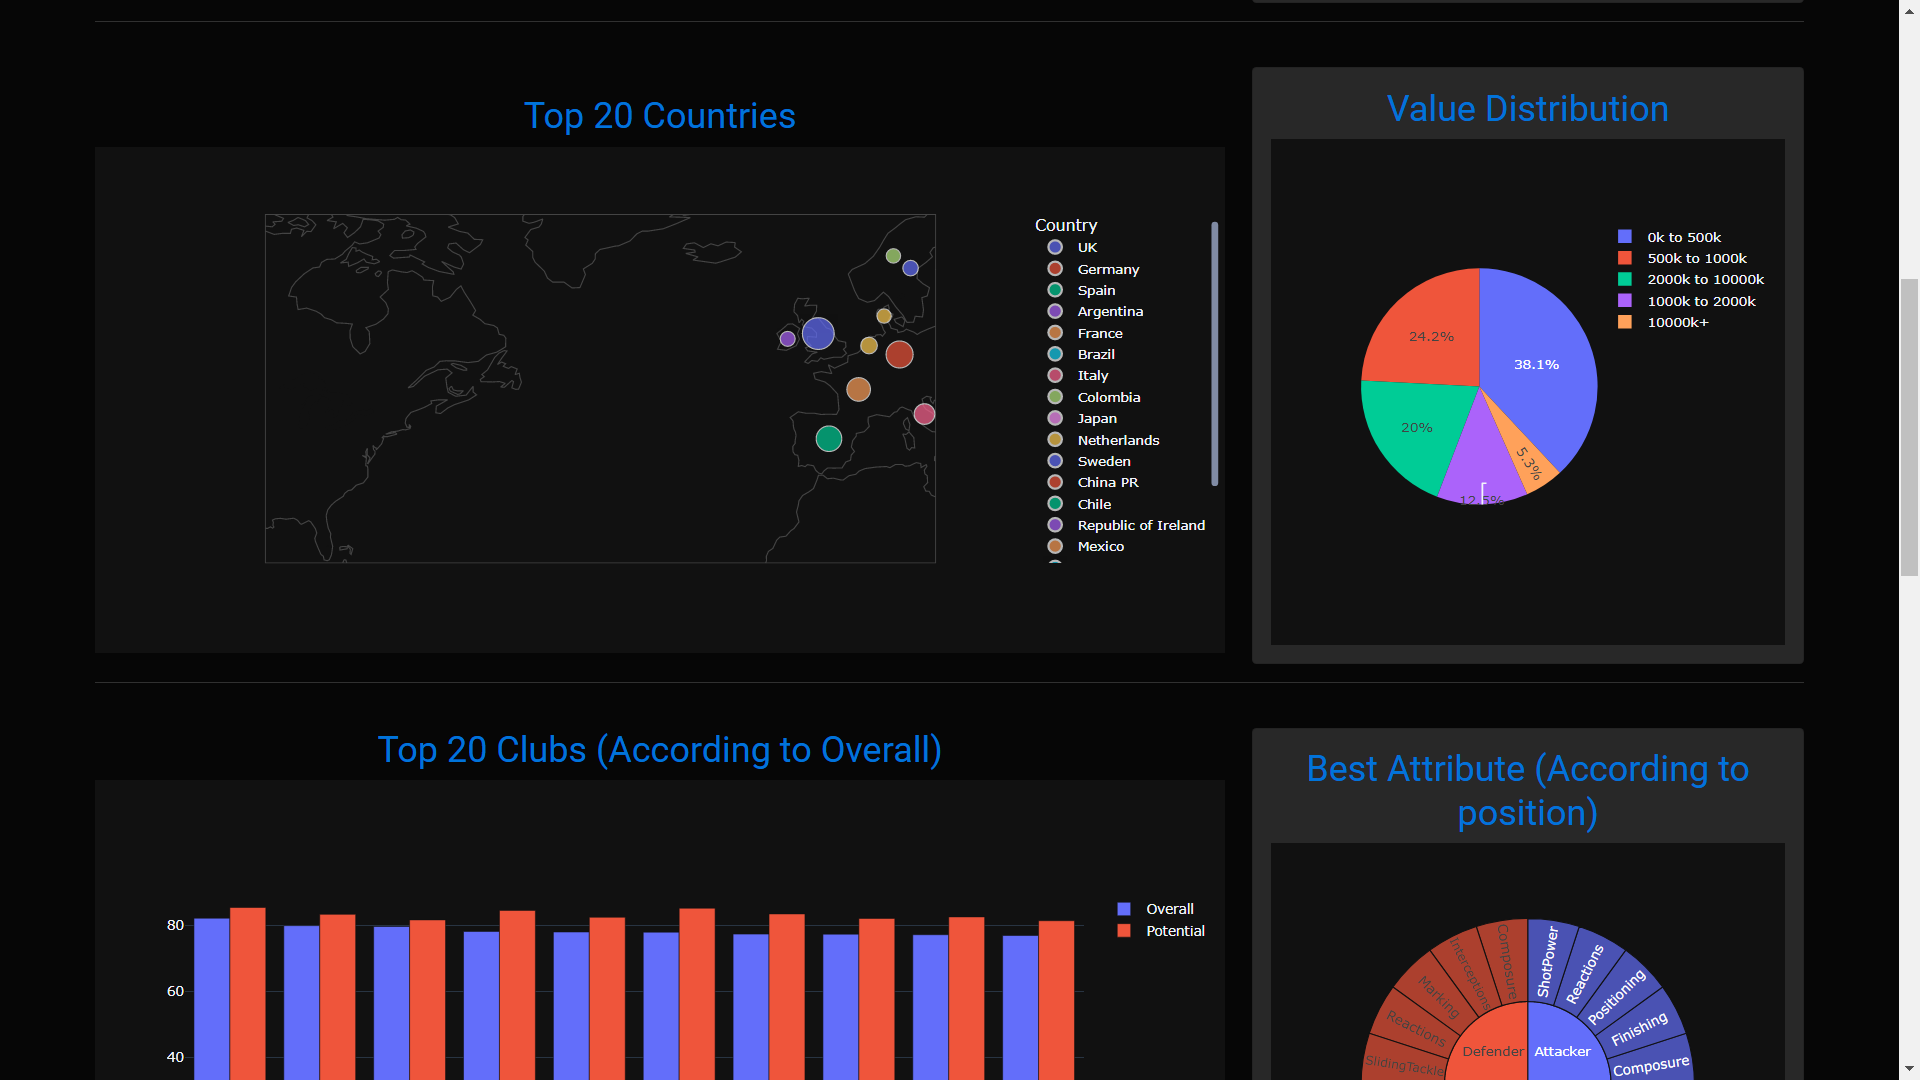 Top 20 Countries
Country
UK
Germany
Spain
Argentina
France
Brazil
Italy
Colombia
Japan
Netherlands
Sweden
China PR
Chile
Republic of Ireland
Mexico
Value Distribution
0k to 500k
500k to 1000k
2000k to 10000k
1000k to 2000k
10000k+
24.2%
38.1%
20%
5.3%
12.5%
Top 20 Clubs (According to Overall)
80
60
40
Overall
Potential
Best Attribute (According to
position)
Composure
Interceptions
Marking
Reactions
SlidingTackle
Defender
Attacker
ShotPower
Reactions
Positioning
Finishing
Composure